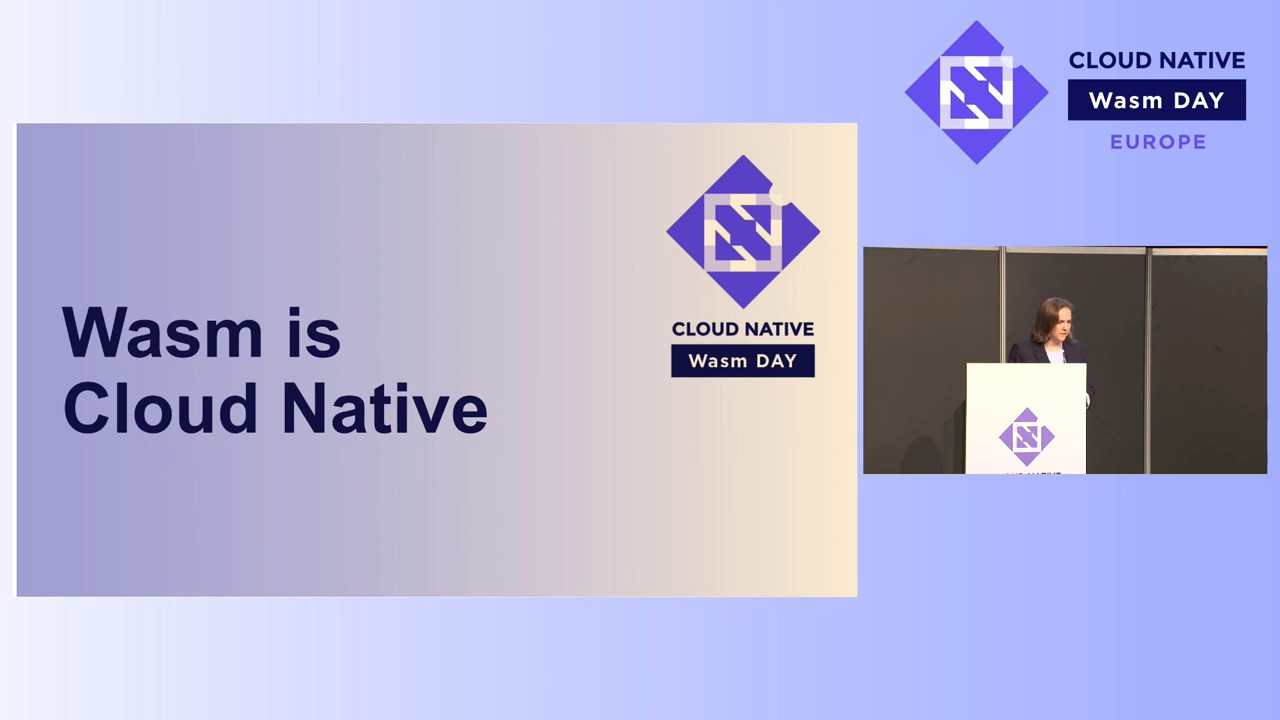 CLOUD NATIVE
Wasm DAY
EUROPE
Wasm is
Cloud Native
CLOUD NATIVE
Wasm DAY